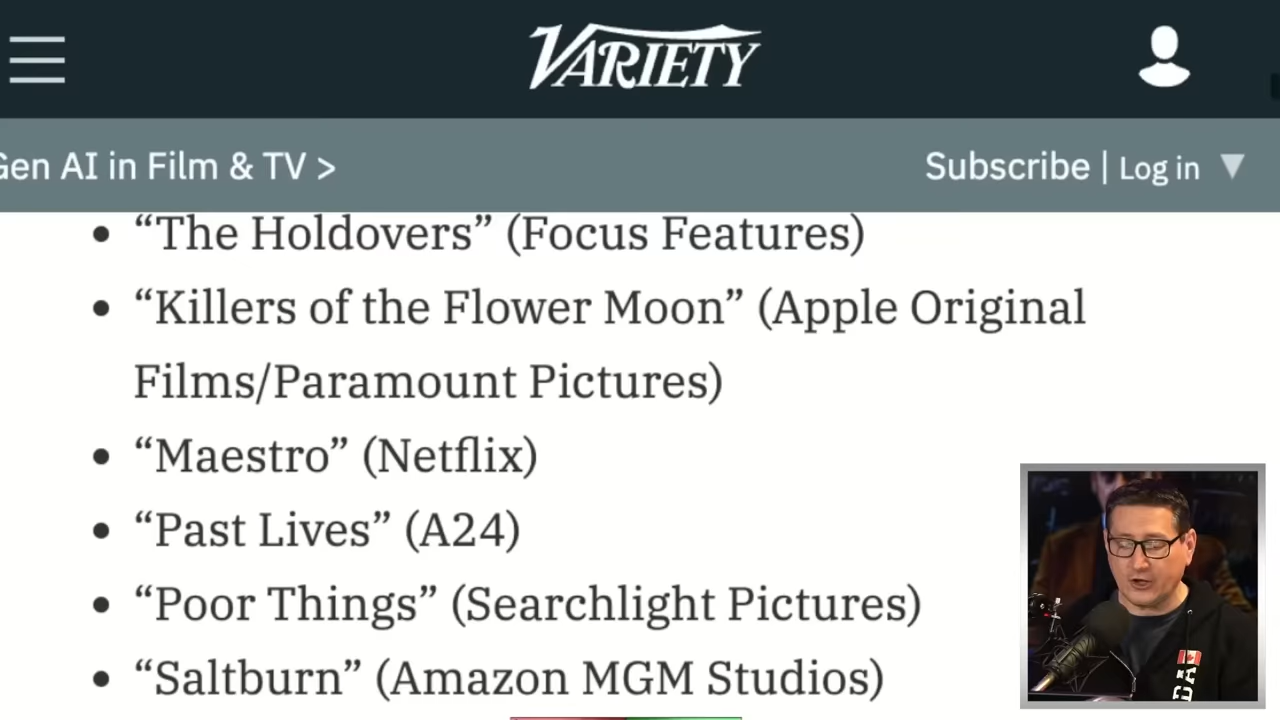 VARIETY
Gen AI in Film & TV >
Subscribe | Log in ▼
• “The Holdovers” (Focus Features)
• “Killers of the Flower Moon” (Apple Original
Films/Paramount Pictures)
• “Maestro” (Netflix)
• “Past Lives” (A24)
• “Poor Things” (Searchlight Pictures)
• “Saltburn” (Amazon MGM Studios)
DA